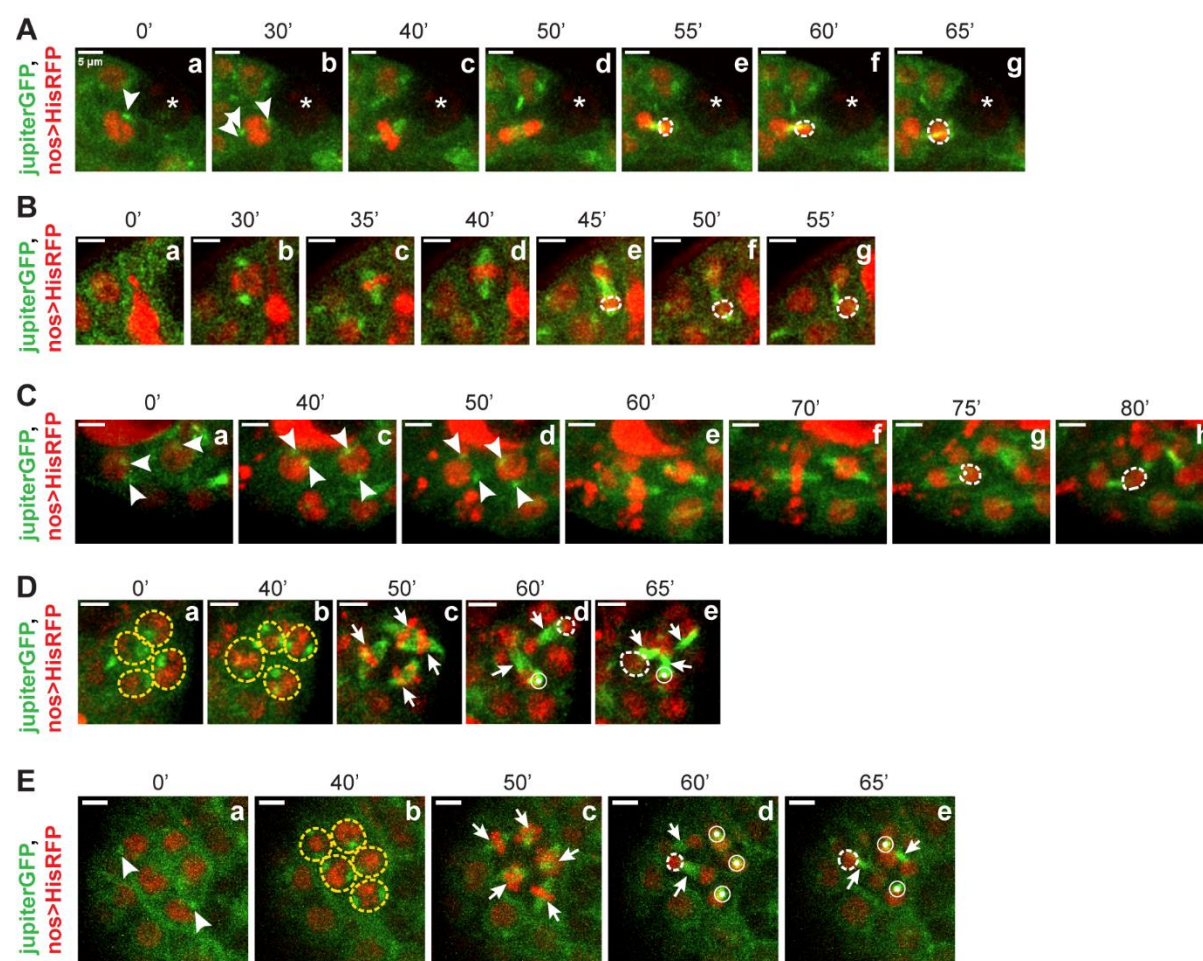 A
0’ 30’ 40’ 50’ 55’ 60’ 65’
jupiterGFP,
nos>HisRFP
5 µm
a b c d e f g
* * * * * * *
B
0’ 30’ 35’ 40’ 45’ 50’ 55’
jupiterGFP,
nos>HisRFP
a b c d e f g
C
0’ 40’ 50’ 60’ 70’ 75’ 80’
jupiterGFP,
nos>HisRFP
a c d e f g h
D
0’ 40’ 50’ 60’ 65’
jupiterGFP,
nos>HisRFP
a b c d e
E
0’ 40’ 50’ 60’ 65’
jupiterGFP,
nos>HisRFP
a b c d e